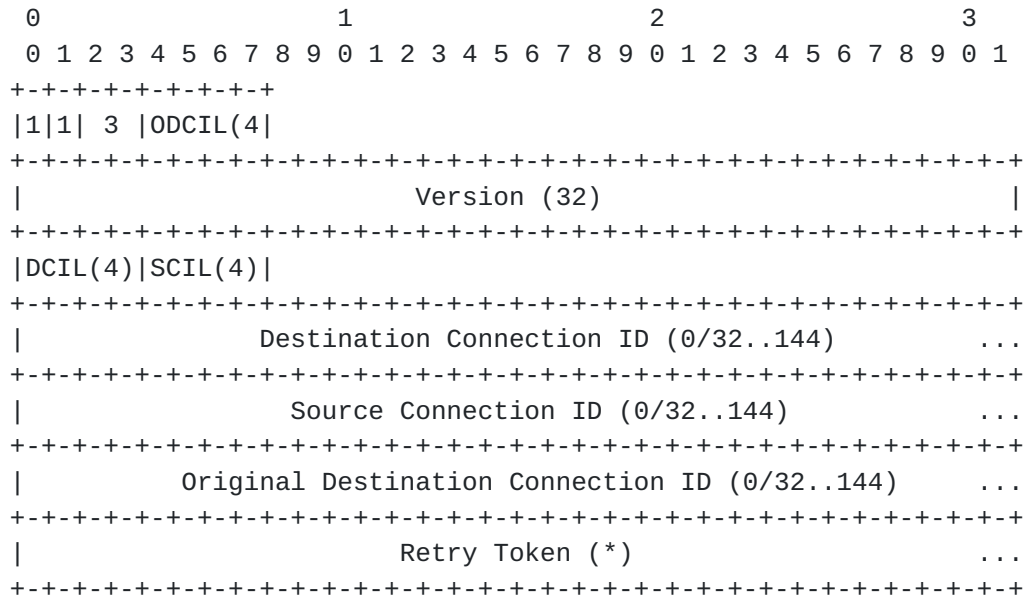 0                   1                   2                   3
 0 1 2 3 4 5 6 7 8 9 0 1 2 3 4 5 6 7 8 9 0 1 2 3 4 5 6 7 8 9 0 1
+-+-+-+-+-+-+-+-+
|1|1| 3 |ODCIL(4|
+-+-+-+-+-+-+-+-+-+-+-+-+-+-+-+-+-+-+-+-+-+-+-+-+-+-+-+-+-+-+-+-+
|                         Version (32)                          |
+-+-+-+-+-+-+-+-+-+-+-+-+-+-+-+-+-+-+-+-+-+-+-+-+-+-+-+-+-+-+-+-+
|DCIL(4)|SCIL(4)|
+-+-+-+-+-+-+-+-+-+-+-+-+-+-+-+-+-+-+-+-+-+-+-+-+-+-+-+-+-+-+-+-+
|               Destination Connection ID (0/32..144)         ...
+-+-+-+-+-+-+-+-+-+-+-+-+-+-+-+-+-+-+-+-+-+-+-+-+-+-+-+-+-+-+-+-+
|                 Source Connection ID (0/32..144)            ...
+-+-+-+-+-+-+-+-+-+-+-+-+-+-+-+-+-+-+-+-+-+-+-+-+-+-+-+-+-+-+-+-+
|          Original Destination Connection ID (0/32..144)     ...
+-+-+-+-+-+-+-+-+-+-+-+-+-+-+-+-+-+-+-+-+-+-+-+-+-+-+-+-+-+-+-+-+
|                        Retry Token (*)                      ...
+-+-+-+-+-+-+-+-+-+-+-+-+-+-+-+-+-+-+-+-+-+-+-+-+-+-+-+-+-+-+-+-+